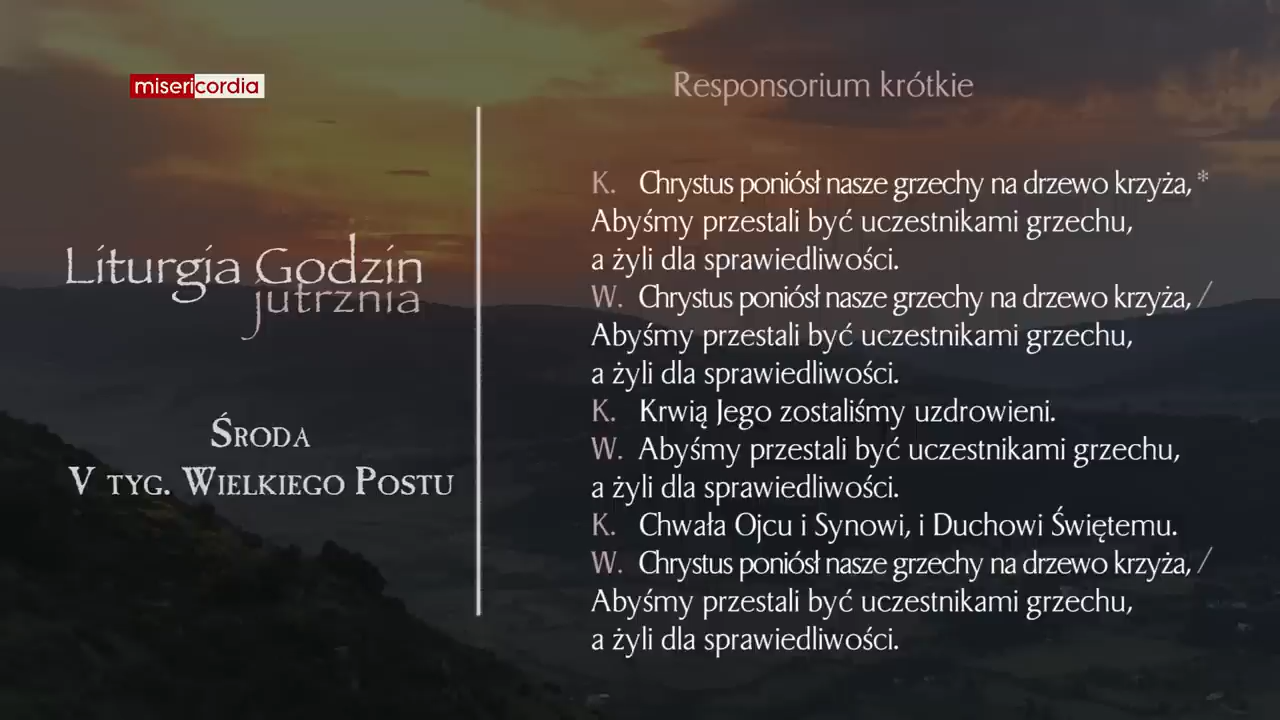 misericordia
Liturgia Godzin
jutrznia
Środa
V tyg. Wielkiego Postu
Responsorium krótkie
K. Chrystus poniósł nasze grzechy na drzewo krzyża, *
Abyśmy przestali być uczestnikami grzechu,
a żyli dla sprawiedliwości.
W. Chrystus poniósł nasze grzechy na drzewo krzyża, /
Abyśmy przestali być uczestnikami grzechu,
a żyli dla sprawiedliwości.
K. Krwią Jego zostaliśmy uzdrowieni.
W. Abyśmy przestali być uczestnikami grzechu,
a żyli dla sprawiedliwości.
K. Chwała Ojcu i Synowi, i Duchowi Świętemu.
W. Chrystus poniósł nasze grzechy na drzewo krzyża, /
Abyśmy przestali być uczestnikami grzechu,
a żyli dla sprawiedliwości.